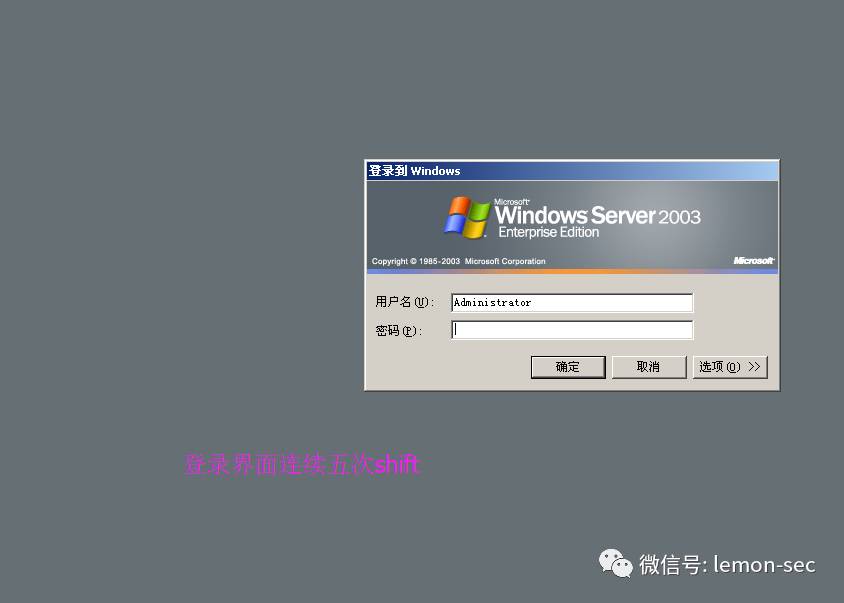 登录到 Windows
Microsoft®
Windows Server 2003
Enterprise Edition
Copyright © 1985-2003 Microsoft Corporation
Microsoft®
用户名(U):
Administrator
密码(P):
确定
取消
选项(O) >>
登录界面连续五次shift
微信号: lemon-sec